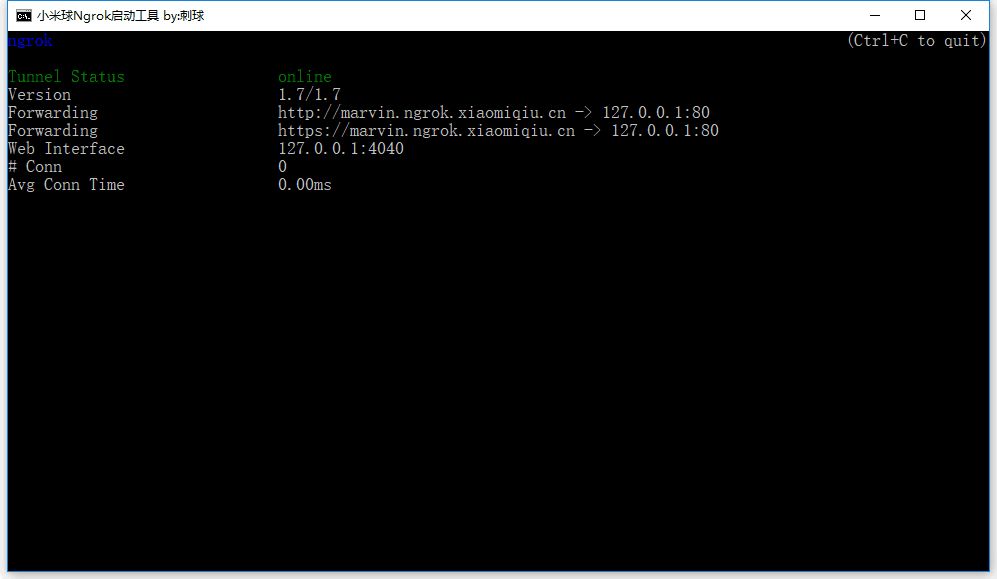 小米球Ngrok启动工具 by:刺球
ngrok (Ctrl+C to quit)
Tunnel Status online
Version 1.7/1.7
Forwarding http://marvin.ngrok.xiaomiqiu.cn -> 127.0.0.1:80
Forwarding https://marvin.ngrok.xiaomiqiu.cn -> 127.0.0.1:80
Web Interface 127.0.0.1:4040
# Conn 0
Avg Conn Time 0.00ms